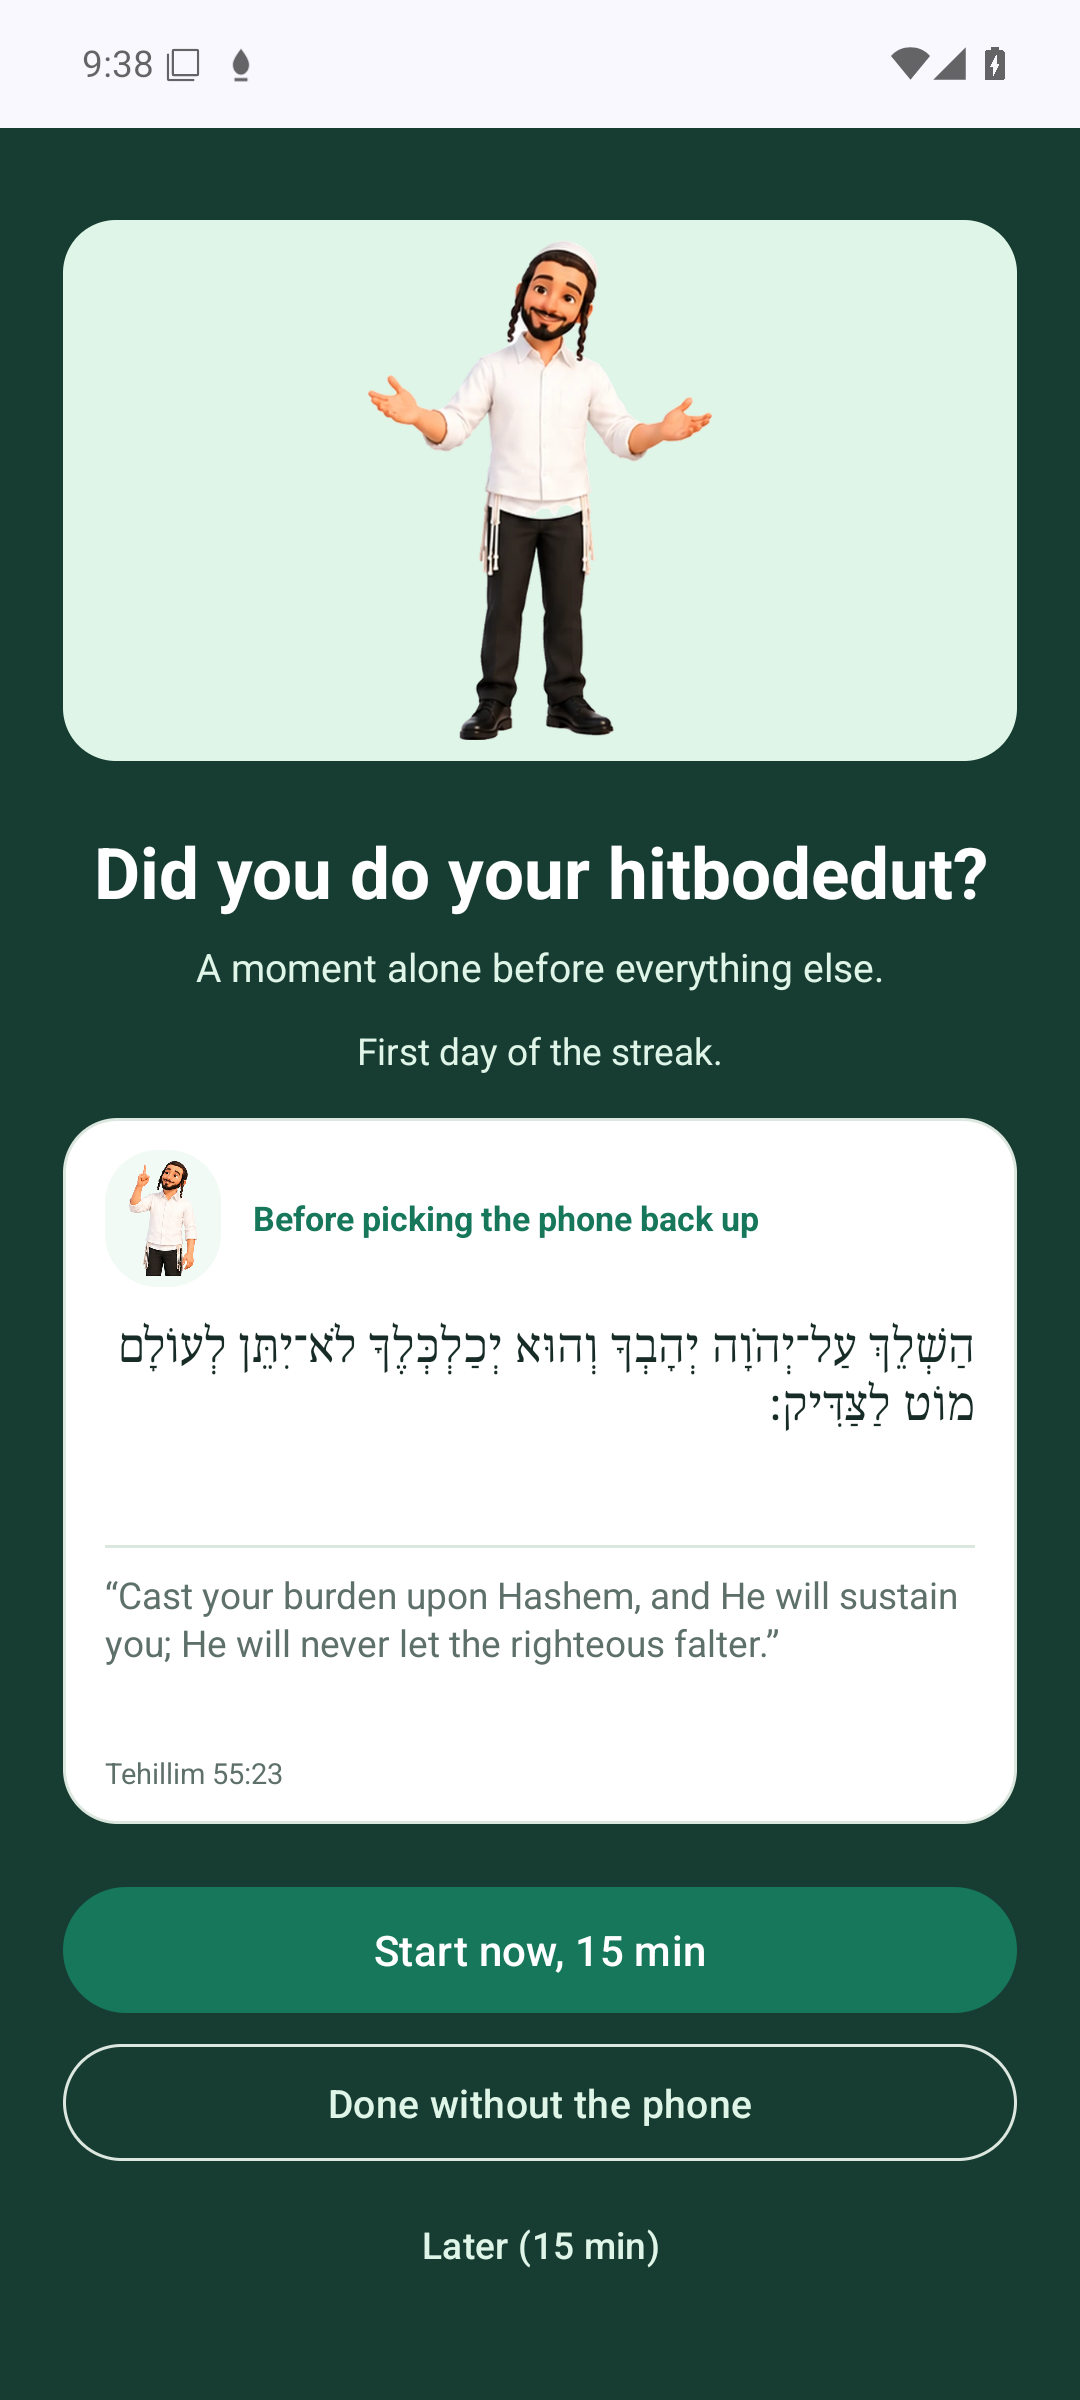 9:38
Did you do your hitbodedut?
A moment alone before everything else.
First day of the streak.
Before picking the phone back up
הַשְׁלֵךְ עַל־יְהֹוָה יְהָבְךָ וְהוּא יְכַלְכְּלֶךָ לֹא־יִתֵּן לְעוֹלָם
מוֹט לַצַּדִּיק:
“Cast your burden upon Hashem, and He will sustain
you; He will never let the righteous falter.”
Tehillim 55:23
Start now, 15 min
Done without the phone
Later (15 min)